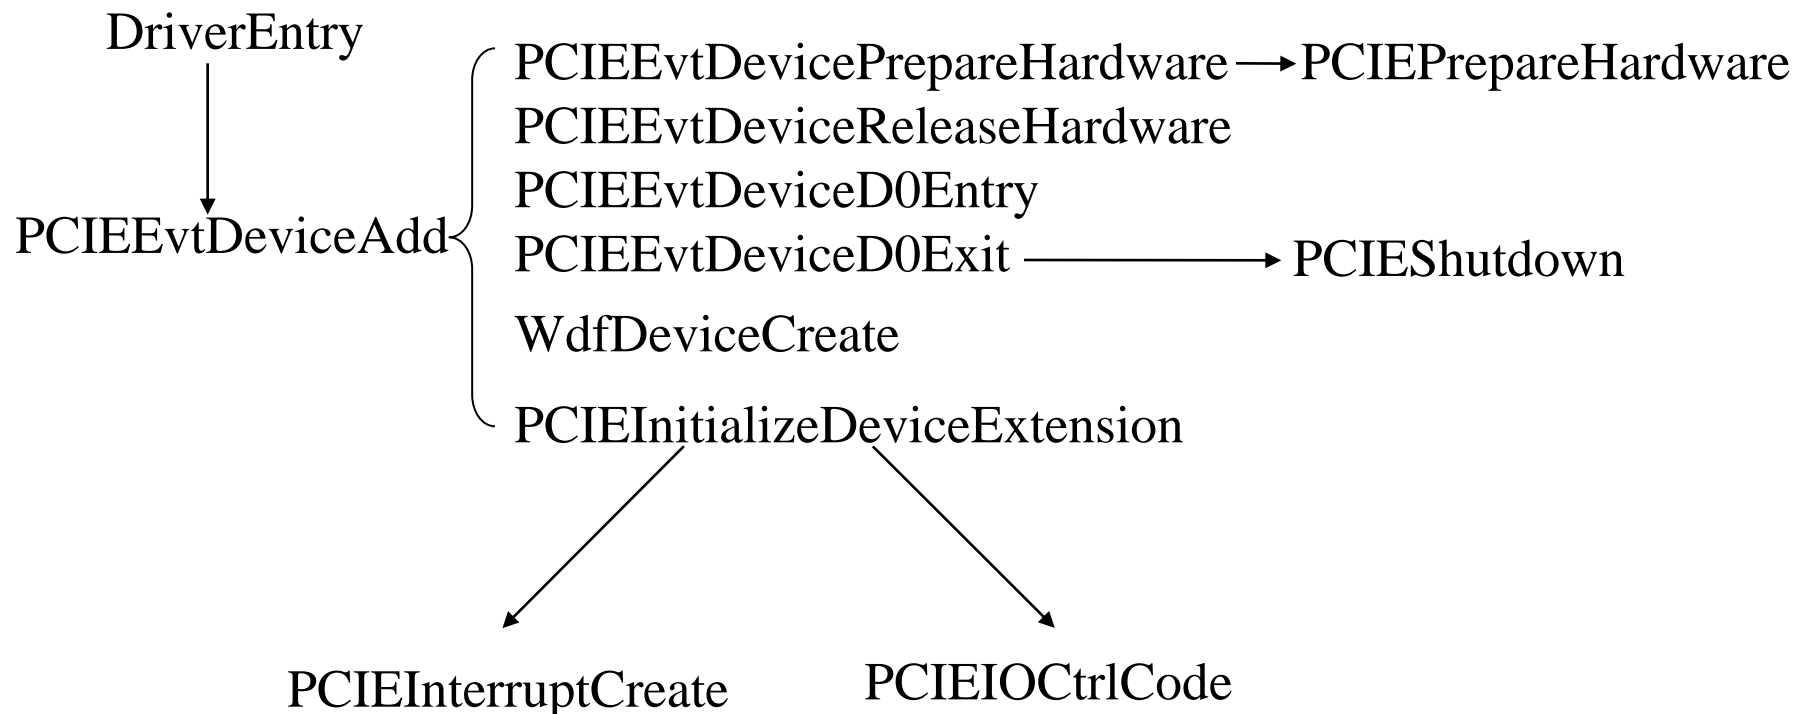 DriverEntry
PCIEEvtDeviceAdd
PCIEEvtDevicePrepareHardware
PCIEPrepareHardware
PCIEEvtDeviceReleaseHardware
PCIEEvtDeviceD0Entry
PCIEEvtDeviceD0Exit
PCIEShutdown
WdfDeviceCreate
PCIEInitializeDeviceExtension
PCIEInterruptCreate
PCIEIOCtrlCode